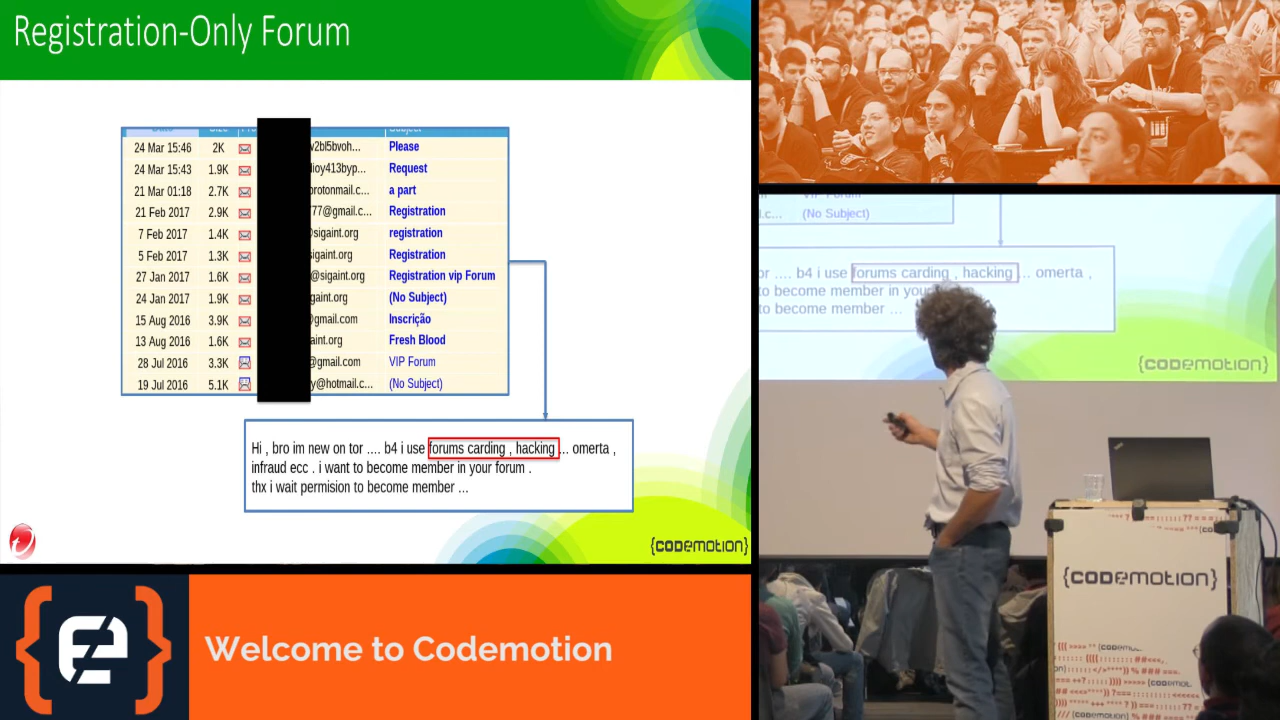 Registration-Only Forum
24 Mar 15:46 2K v2bl5bvoh... Please
24 Mar 15:43 1.9K lioy413byp... Request
21 Mar 01:18 2.7K protonmail.c... a part
21 Feb 2017 2.9K 77@gmail.c... Registration
7 Feb 2017 1.4K @sigaint.org registration
5 Feb 2017 1.3K sigaint.org Registration
27 Jan 2017 1.6K @sigaint.org Registration vip Forum
24 Jan 2017 1.9K gaint.org (No Subject)
15 Aug 2016 3.9K @gmail.com Inscrição
13 Aug 2016 1.6K aint.org Fresh Blood
28 Jul 2016 3.3K @gmail.com VIP Forum
19 Jul 2016 5.1K y@hotmail.c... (No Subject)
Hi , bro im new on tor .... b4 i use forums carding , hacking ... omerta ,
infraud ecc . i want to become member in your forum .
thx i wait permision to become member ...
{codemotion}
Welcome to Codemotion
(No Subject)
or .... b4 i use forums carding , hacking ... omerta ,
to become member in your
to become member ...
{codemotion}
{codemotion}